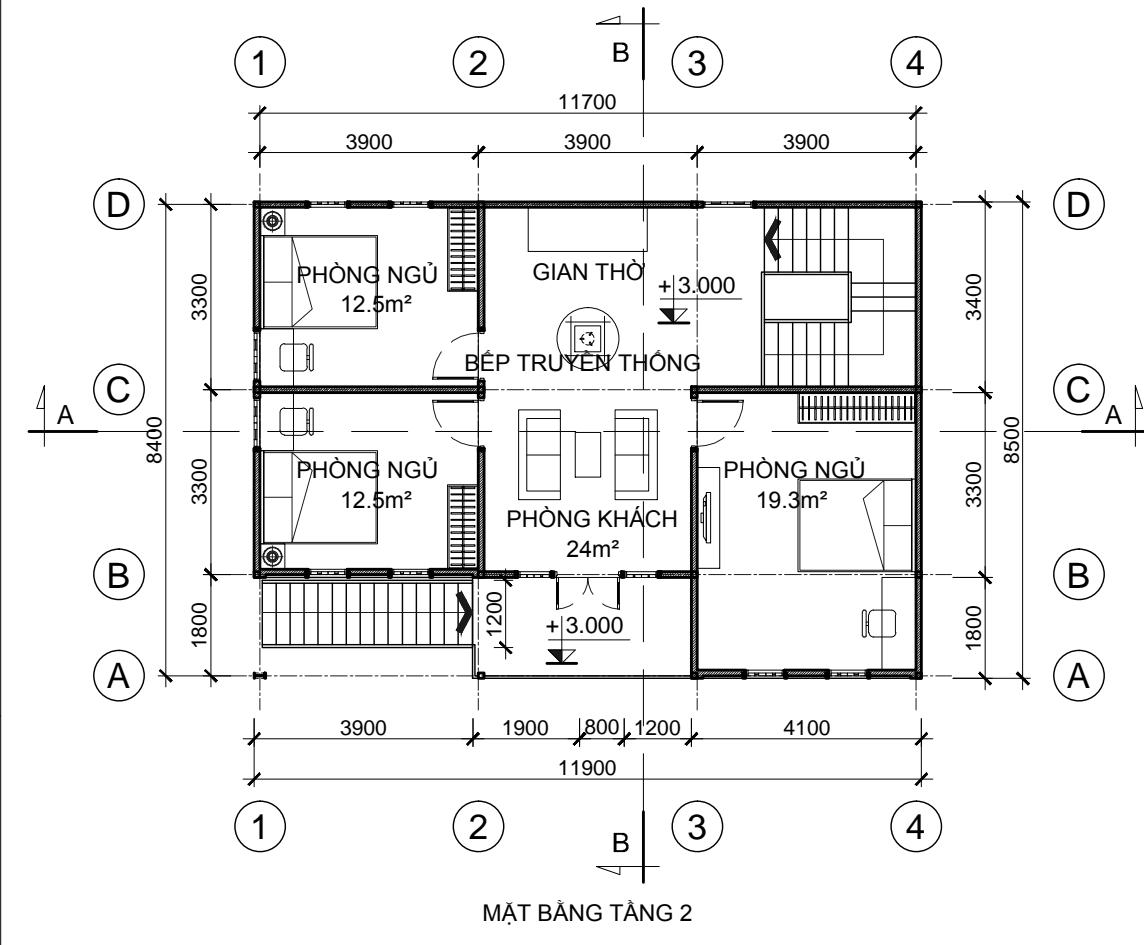 B
1 2 3 4
11700
3900 3900 3900
D D
PHÒNG NGỦ
12.5m²
GIAN THỜ
+ 3.000
3300 3400
BẾP TRUYỀN THỐNG
C C
A A
8400 8500
PHÒNG NGỦ
12.5m²
PHÒNG NGỦ
19.3m²
3300 3300
PHÒNG KHÁCH
24m²
B B
1800 1200 + 3.000 1800
A A
3900 1900 800 1200 4100
11900
1 2 3 4
B
MẶT BẰNG TẦNG 2